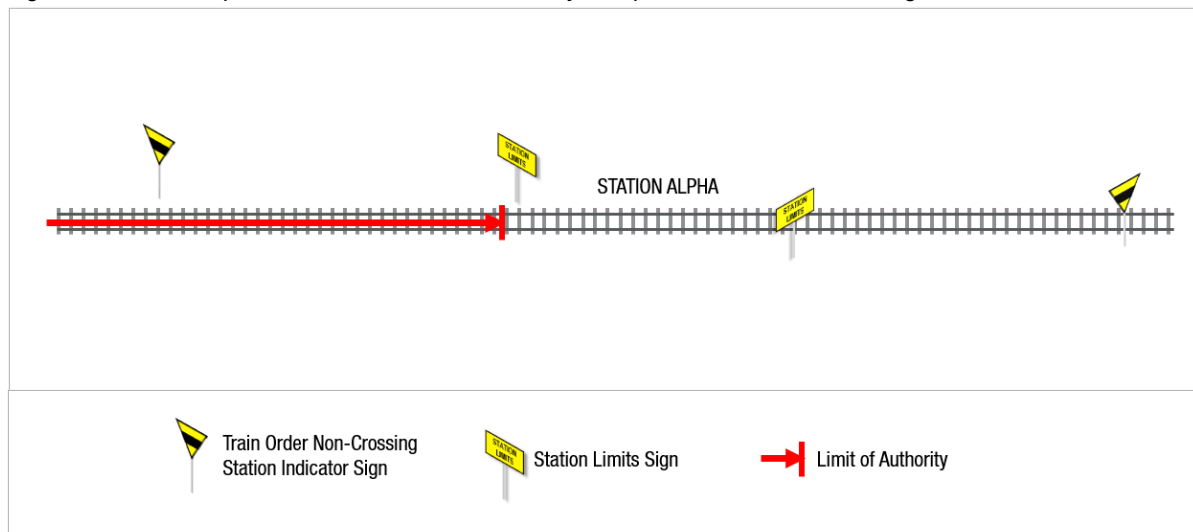 STATION
LIMITS
STATION ALPHA
STATION
LIMITS
Train Order Non-Crossing
Station Indicator Sign
STATION
LIMITS
Station Limits Sign
Limit of Authority